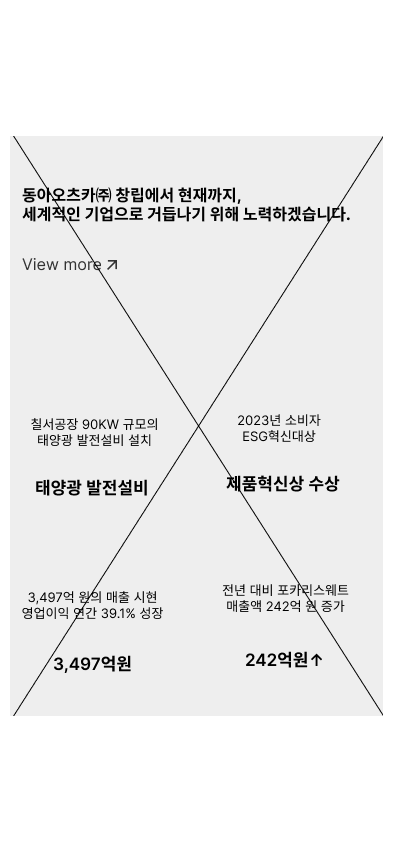 동아오츠카㈜ 창립에서 현재까지,
세계적인 기업으로 거듭나기 위해 노력하겠습니다.
View more ↗
칠서공장 90KW 규모의
태양광 발전설비 설치
태양광 발전설비
2023년 소비자
ESG혁신대상
제품혁신상 수상
3,497억 원의 매출 시현
영업이익 연간 39.1% 성장
3,497억원
전년 대비 포카리스웨트
매출액 242억 원 증가
242억원↑